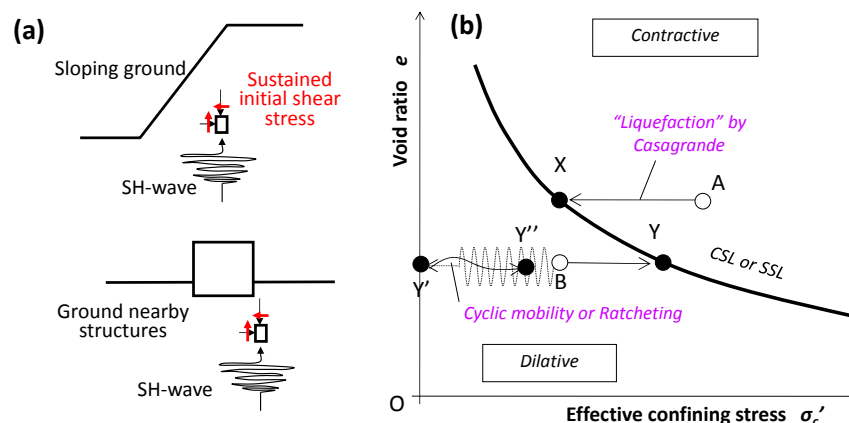 (a)
Sloping ground
Sustained
initial shear
stress
SH-wave
Ground nearby
structures
SH-wave
(b)
Void ratio e
Contractive
“Liquefaction” by
Casagrande
X
A
Y
Y’’
B
Y’
CSL or SSL
Cyclic mobility or Ratcheting
Dilative
O
Effective confining stress σc’